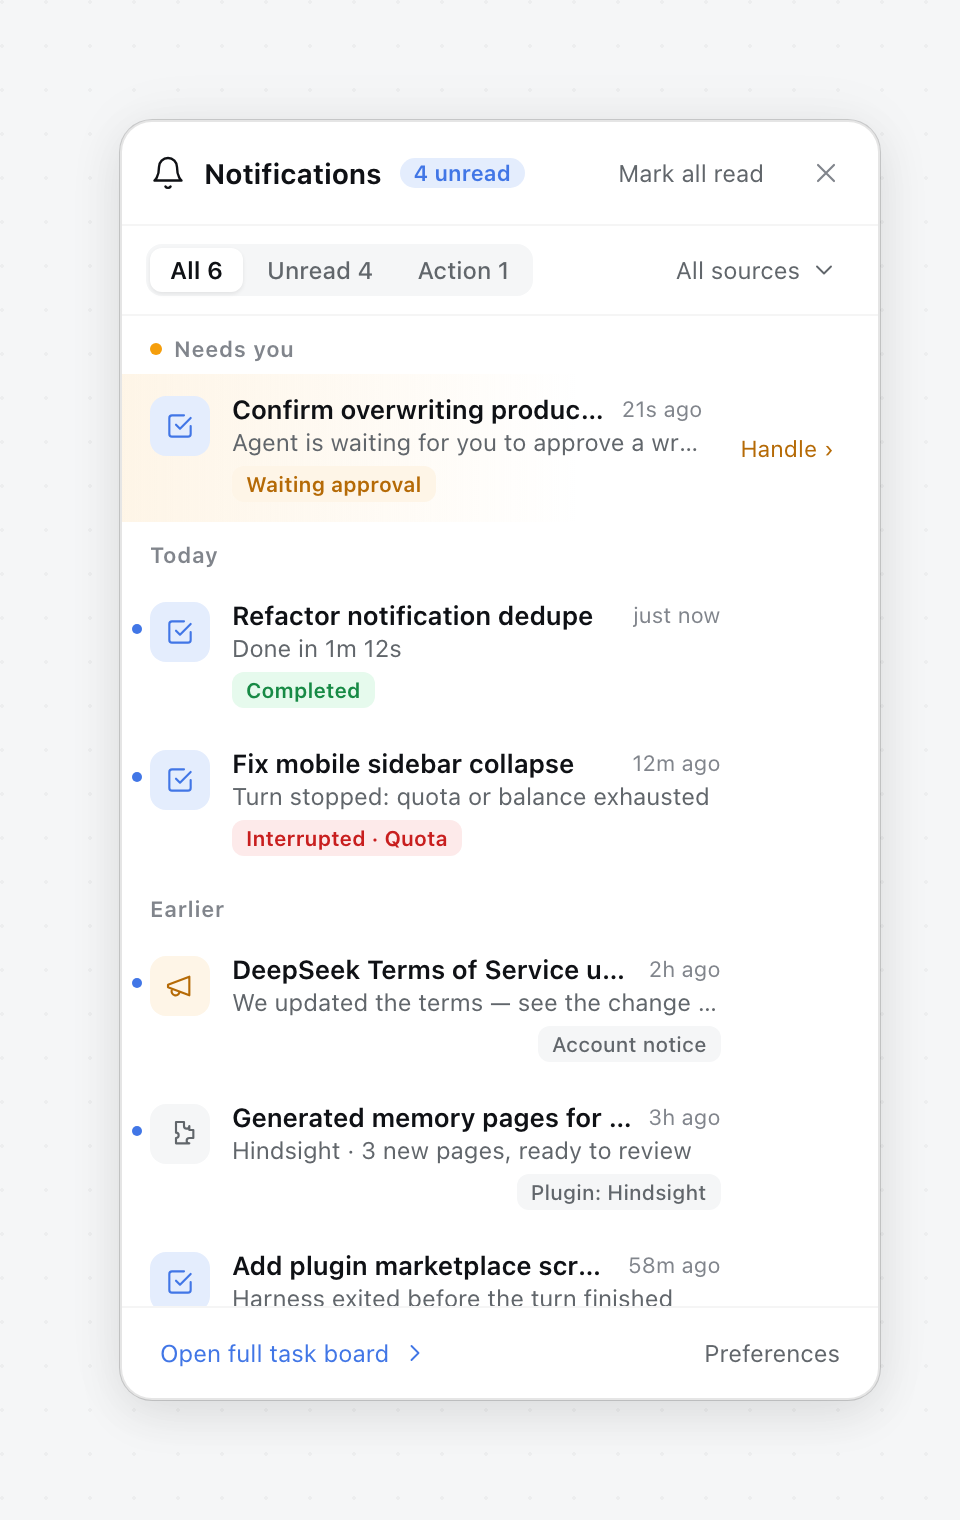 Notifications 4 unread Mark all read
All 6 Unread 4 Action 1 All sources
Needs you
Confirm overwriting produc... 21s ago
Agent is waiting for you to approve a wr...
Handle ›
Waiting approval
Today
Refactor notification dedupe just now
Done in 1m 12s
Completed
Fix mobile sidebar collapse 12m ago
Turn stopped: quota or balance exhausted
Interrupted · Quota
Earlier
DeepSeek Terms of Service u... 2h ago
We updated the terms — see the change ...
Account notice
Generated memory pages for ... 3h ago
Hindsight · 3 new pages, ready to review
Plugin: Hindsight
Add plugin marketplace scr... 58m ago
Harness exited before the turn finished
Open full task board Preferences